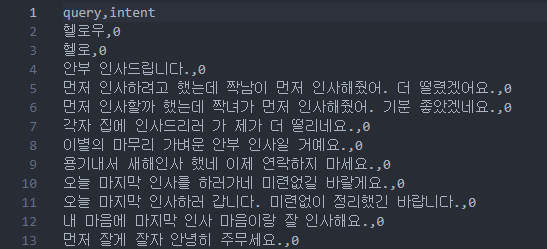 1 query,intent
2 헬로우,0
3 헬로,0
4 안부 인사드립니다.,0
5 먼저 인사하려고 했는데 짝남이 먼저 인사해줬어. 더 떨렸겠어요.,0
6 먼저 인사할까 했는데 짝녀가 먼저 인사해줬어. 기분 좋았겠네요.,0
7 각자 집에 인사드리러 가 제가 더 떨리네요.,0
8 이별의 마무리 가벼운 안부 인사일 거예요.,0
9 용기내서 새해인사 했네 이제 연락하지 마세요.,0
10 오늘 마지막 인사를 하러가네 미련없길 바랄게요.,0
11 오늘 마지막 인사하러 갑니다. 미련없이 정리했긴 바랍니다.,0
12 내 마음에 마지막 인사 마음이랑 잘 인사해요.,0
13 먼저 잘게 잘자 안녕히 주무세요.,0